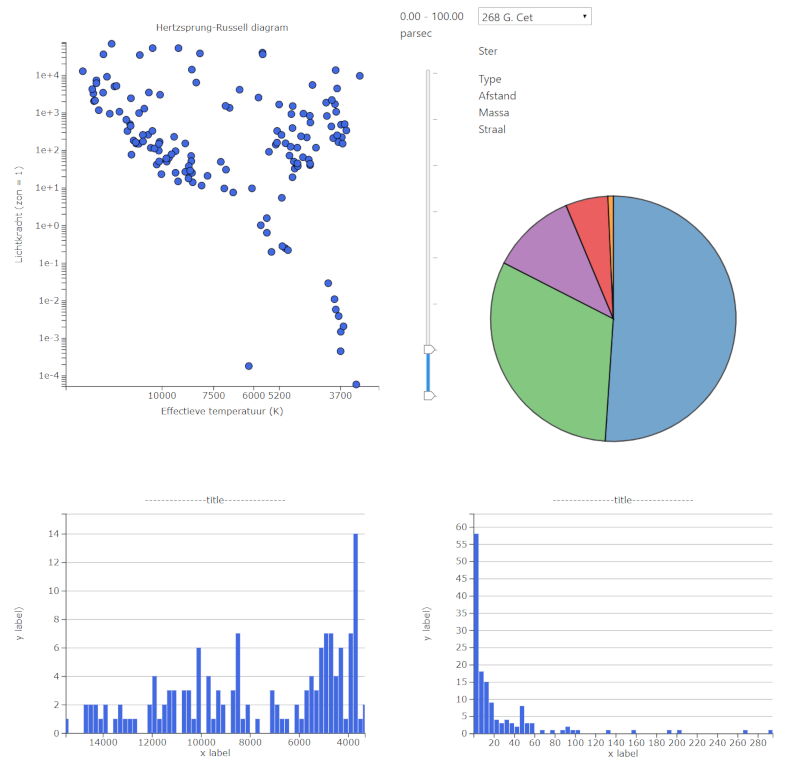 Hertzsprung-Russell diagram
Lichtkracht (zon = 1)
1e+4
1e+3
1e+2
1e+1
1e+0
1e-1
1e-2
1e-3
1e-4
10000 7500 6000 5200 3700
Effectieve temperatuur (K)
0.00 - 100.00
parsec
268 G. Cet
Ster
Type
Afstand
Massa
Straal
---------------title---------------
y label)
14
12
10
8
6
4
2
0
14000 12000 10000 8000 6000 4000
x label
---------------title---------------
y label)
60
55
50
45
40
35
30
25
20
15
10
5
0
20 40 60 80 100 120 140 160 180 200 220 240 260 280
x label